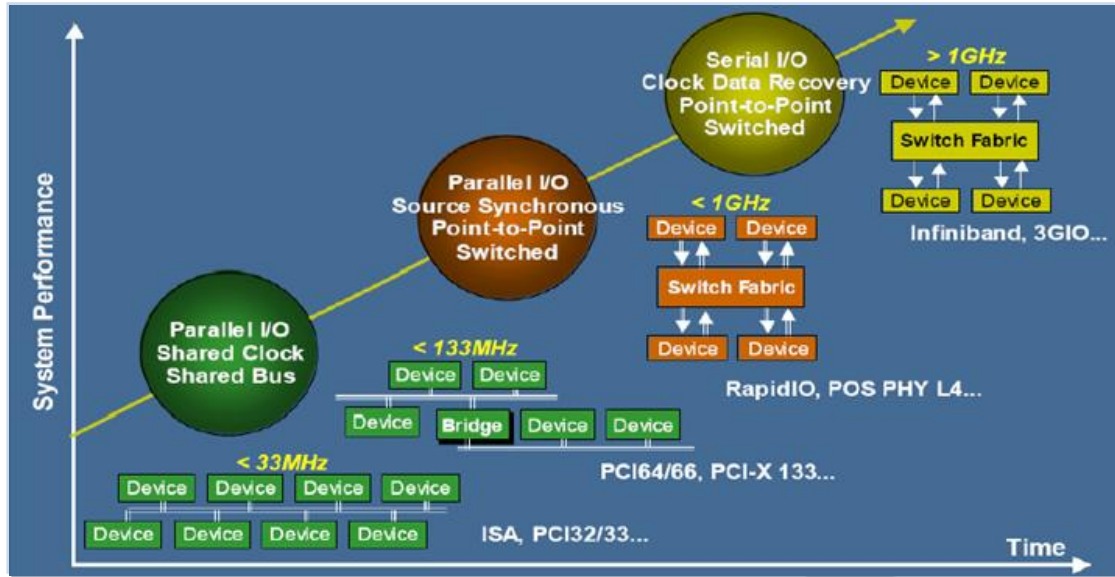 System Performance
Serial I/O
Clock Data Recovery
Point-to-Point
Switched
> 1GHz
Device Device
Switch Fabric
Device Device
Infiniband, 3GIO...
Parallel I/O
Source Synchronous
Point-to-Point
Switched
< 1GHz
Device Device
Switch Fabric
Device Device
RapidIO, POS PHY L4...
Parallel I/O
Shared Clock
Shared Bus
< 133MHz
Device Device
Device Bridge Device Device
PCI64/66, PCI-X 133...
< 33MHz
Device Device Device Device
Device Device Device Device
ISA, PCI32/33...
Time